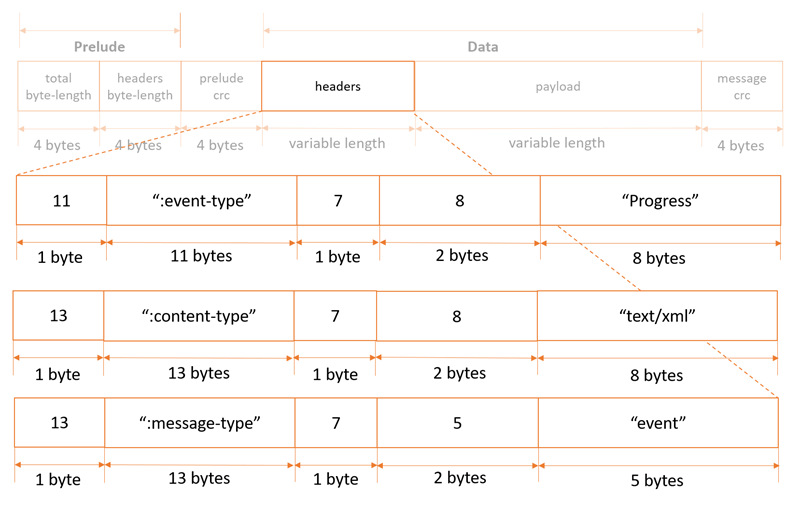 Prelude
Data
total byte-length
headers byte-length
prelude crc
headers
payload
message crc
4 bytes
4 bytes
4 bytes
variable length
variable length
4 bytes
11
“:event-type”
7
8
“Progress”
1 byte
11 bytes
1 byte
2 bytes
8 bytes
13
“:content-type”
7
8
“text/xml”
1 byte
13 bytes
1 byte
2 bytes
8 bytes
13
“:message-type”
7
5
“event”
1 byte
13 bytes
1 byte
2 bytes
5 bytes